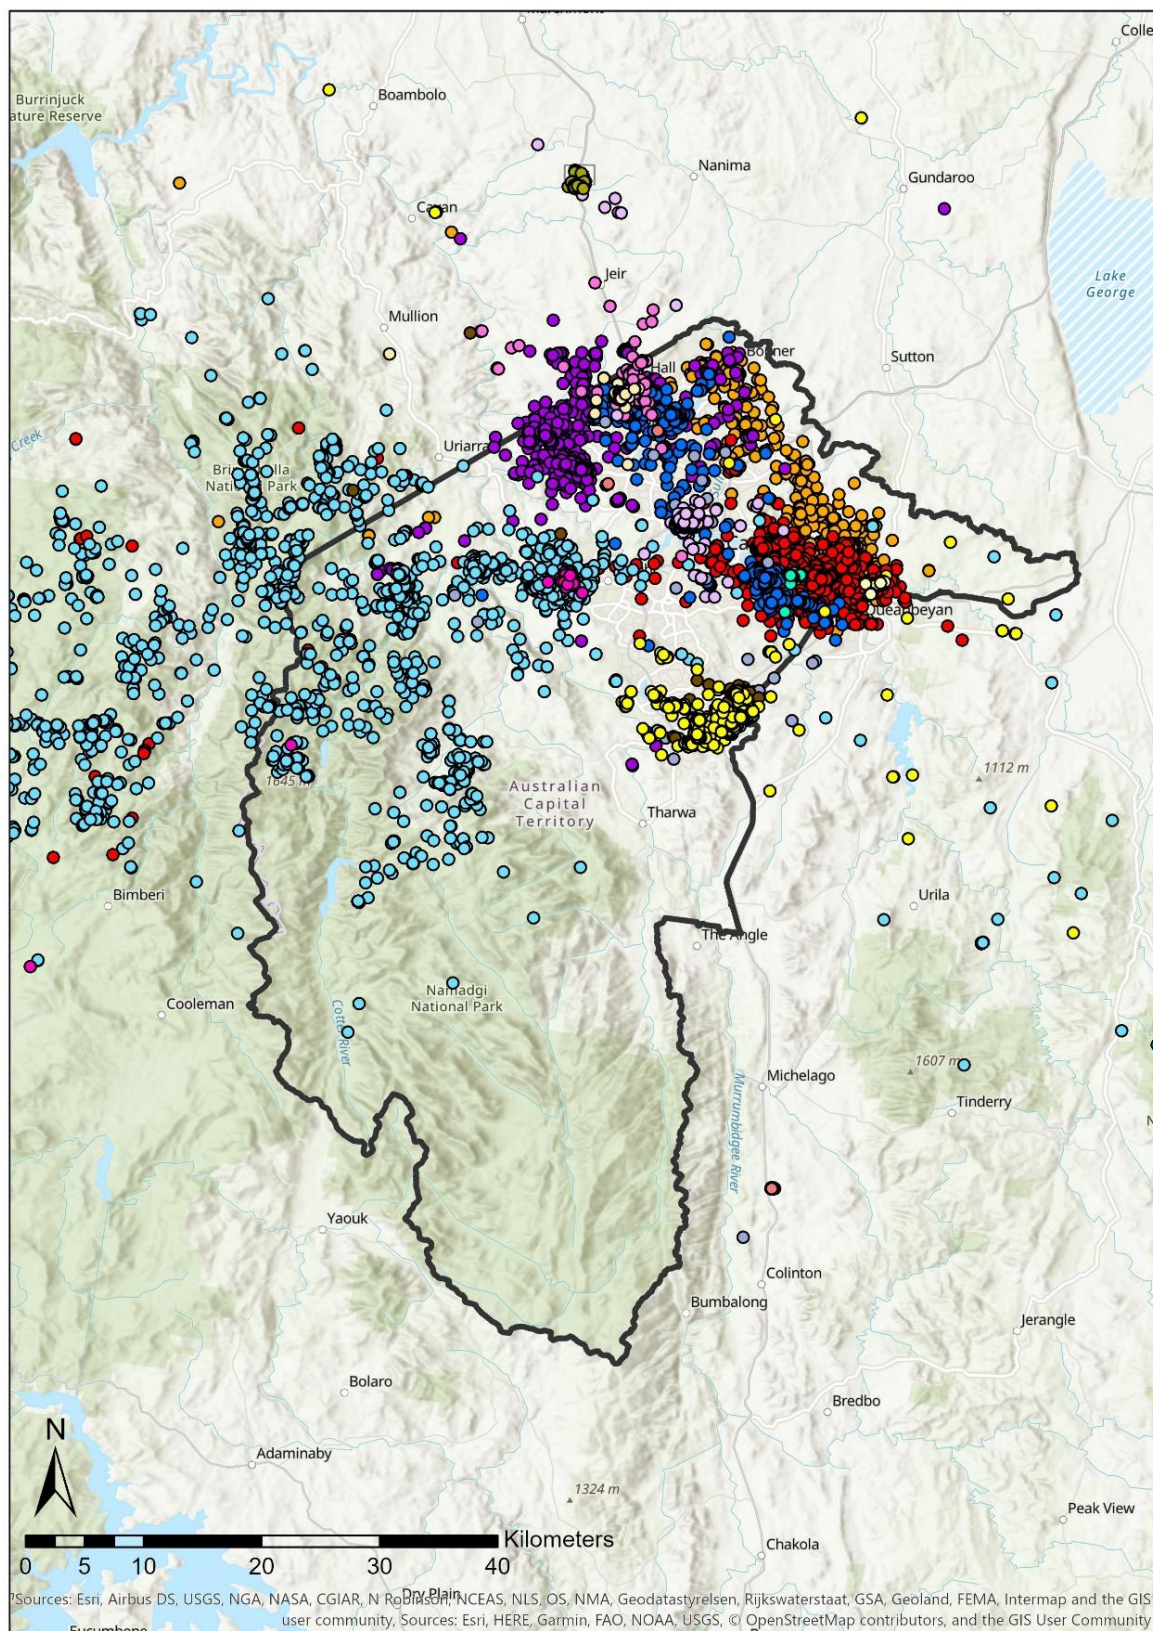 Colle
Burrinjuck
ature Reserve
Boambolo
Nanima
Gundaroo
Jeir
Lake
George
Mullion
Bonner
Hall
Sutton
Creek
Uriarra
Queanbeyan
1112 m
1645 m
Australian
Capital
Territory
Tharwa
Bimberi
Urila
The Angle
Namadgi
National Park
Cooleman
Cotter River
1607 m
Michelago
Murrumbidgee River
Tinderry
N
Yaouk
Colinton
Bumbalong
Jerangle
Bolaro
Bredbo
N
Adaminaby
1324 m
Peak View
Kilometers
0 5 10 20 30 40
Chakola
Dry Plain
Sources: Esri, Airbus DS, USGS, NGA, NASA, CGIAR, N Robinson, NCEAS, NLS, OS, NMA, Geodatastyrelsen, Rijkswaterstaat, GSA, Geoland, FEMA, Intermap and the GIS
user community, Sources: Esri, HERE, Garmin, FAO, NOAA, USGS, © OpenStreetMap contributors, and the GIS User Community